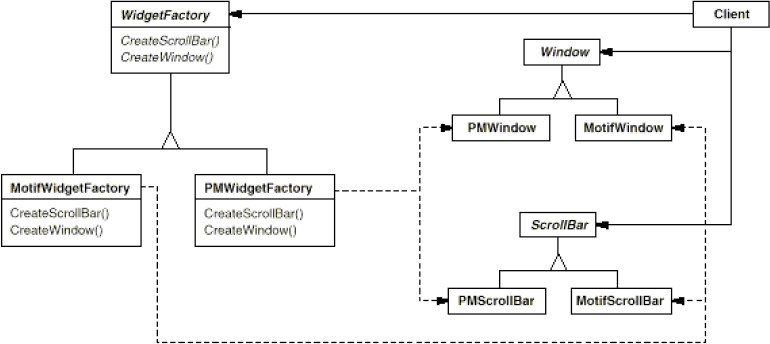 WidgetFactory
CreateScrollBar()
CreateWindow()
Client
Window
PMWindow
MotifWindow
MotifWidgetFactory
CreateScrollBar()
CreateWindow()
PMWidgetFactory
CreateScrollBar()
CreateWindow()
ScrollBar
PMScrollBar
MotifScrollBar